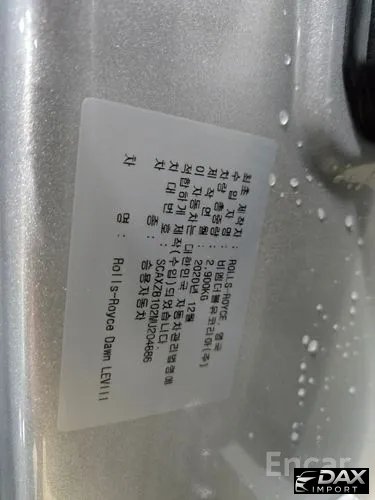 최초 제작자: ROLLS-ROYCE, 영국
수 입 자 명: 비엠더블유코리아(주)
차량 총중량: 2,900KG
제 작 연 월: 2020년 12월
이 자동차는 대한민국 자동차관리법령에
적합하게 제작(수입)되었습니다.
차 대 번 호: SCAXZ8102MU204886
차 종: 승용자동차
차 명: Rolls-Royce Dawn LEVIII
Encar
DAX
IMPORT